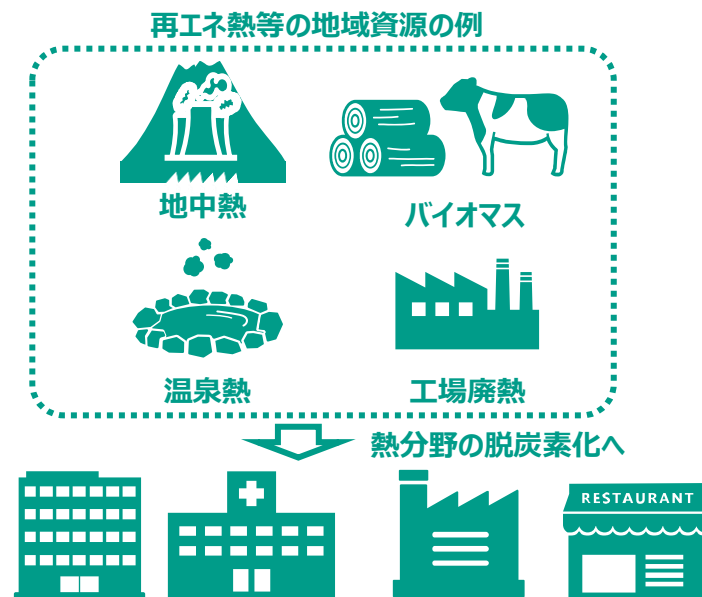 再エネ熱等の地域資源の例
地中熱
バイオマス
温泉熱
工場廃熱
熱分野の脱炭素化へ
RESTAURANT